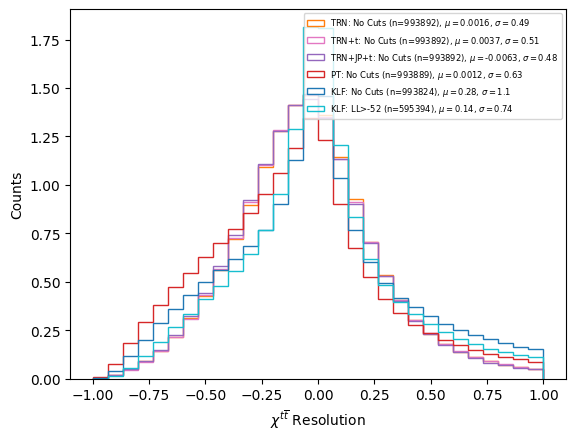 TRN: No Cuts (n=993892), μ = 0.0016, σ = 0.49
TRN+t: No Cuts (n=993892), μ = 0.0037, σ = 0.51
TRN+JP+t: No Cuts (n=993892), μ = -0.0063, σ = 0.48
PT: No Cuts (n=993889), μ = 0.0012, σ = 0.63
KLF: No Cuts (n=993824), μ = 0.28, σ = 1.1
KLF: LL>-52 (n=595394), μ = 0.14, σ = 0.74
Counts
1.75
1.50
1.25
1.00
0.75
0.50
0.25
0.00
−1.00 −0.75 −0.50 −0.25 0.00 0.25 0.50 0.75 1.00
χ^{tt̅} Resolution